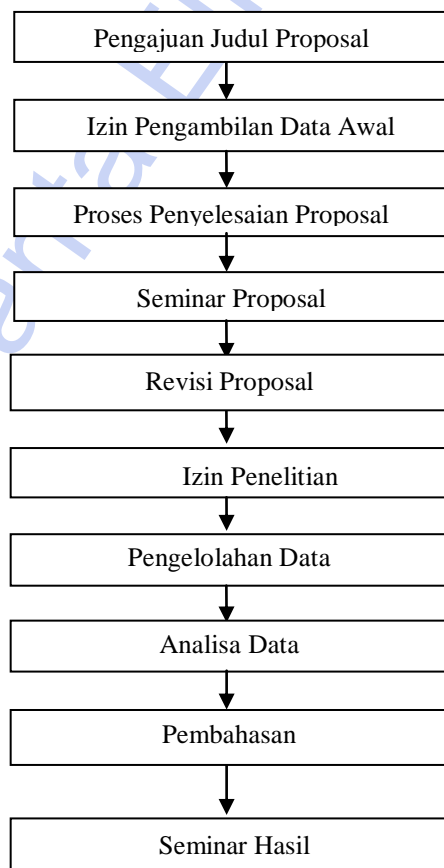 Pengajuan Judul Proposal
Izin Pengambilan Data Awal
Proses Penyelesaian Proposal
Seminar Proposal
Revisi Proposal
Izin Penelitian
Pengelolahan Data
Analisa Data
Pembahasan
Seminar Hasil